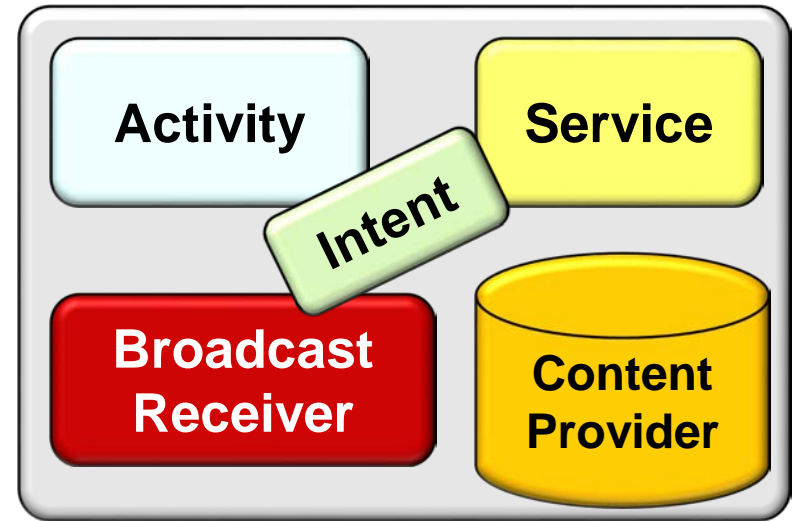 Activity
Service
Intent
Broadcast
Receiver
Content
Provider